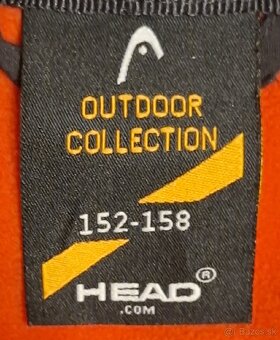 OUTDOOR
COLLECTION
152-158
HEAD®
.COM